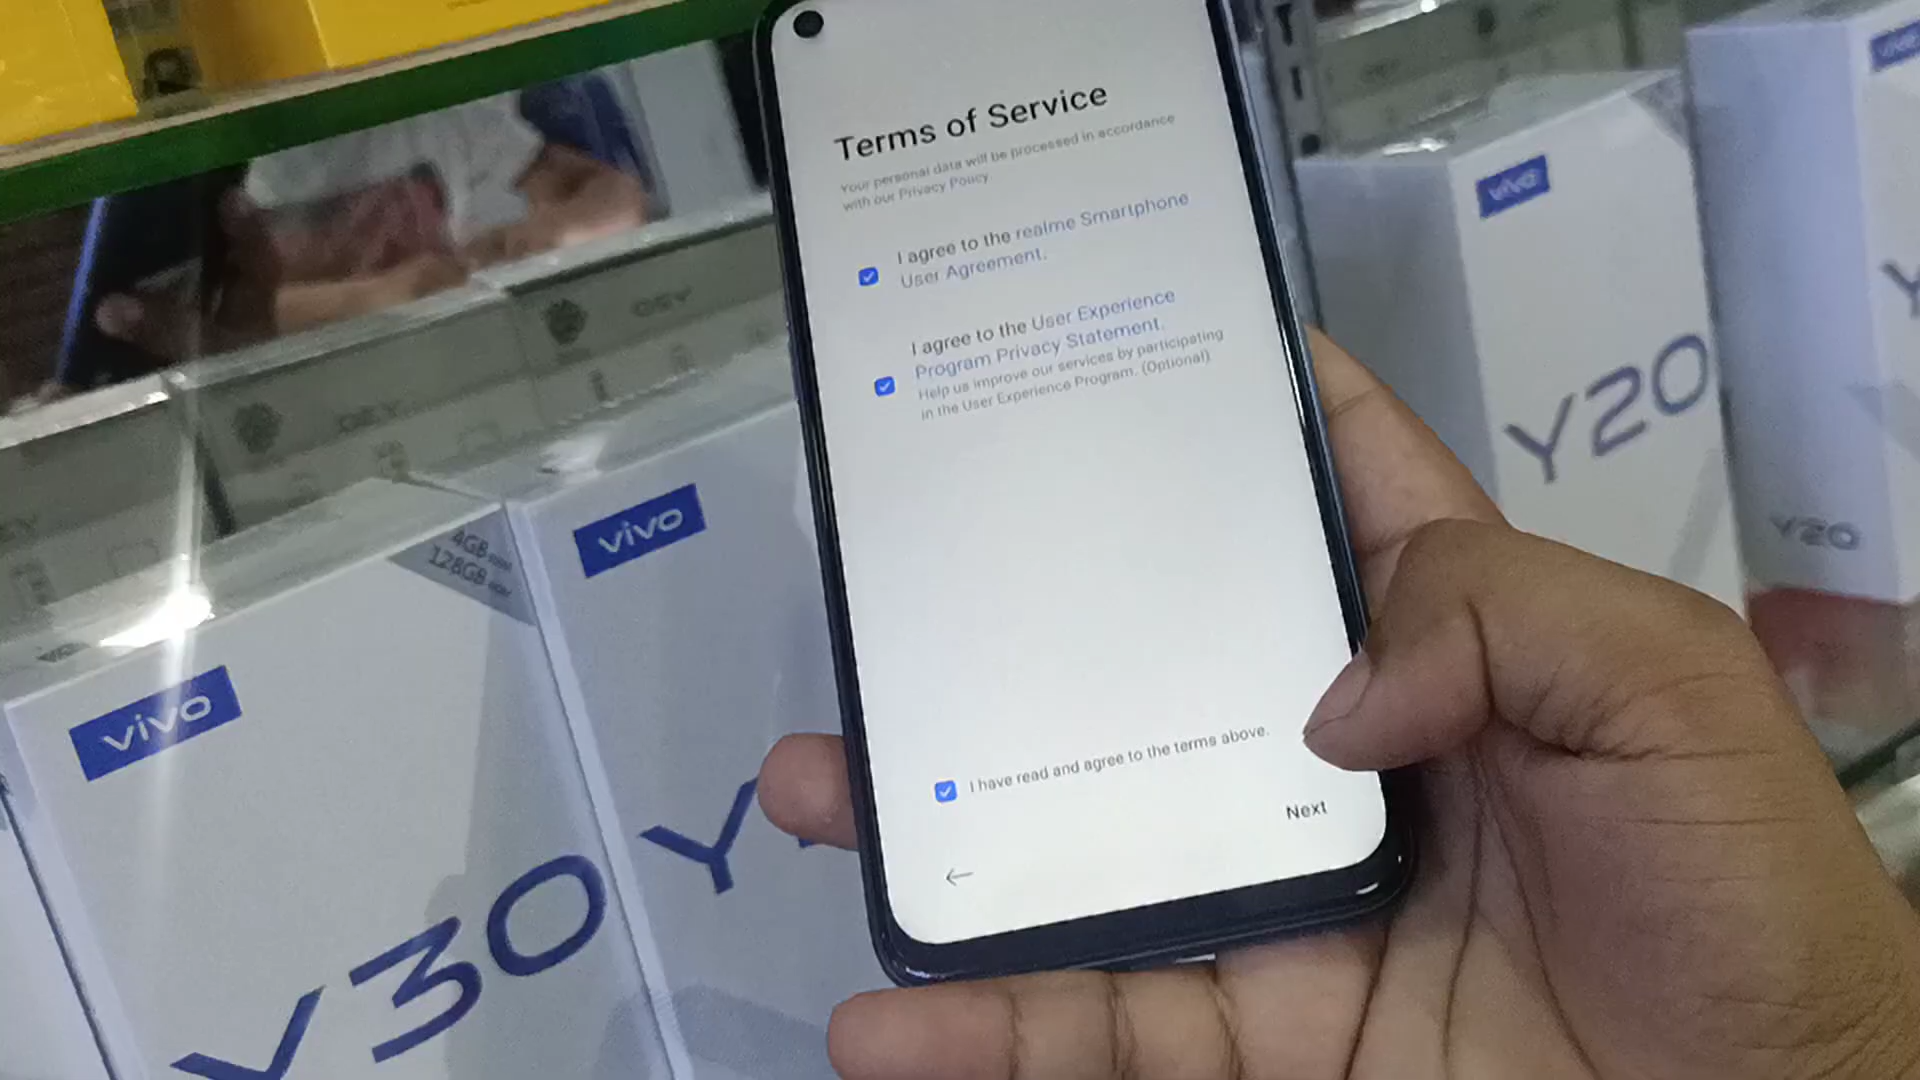 Terms of Service
Your personal data will be processed in accordance
with our Privacy Policy
I agree to the realme Smartphone
User Agreement.
I agree to the User Experience
Program Privacy Statement.
Help us improve our services by participating
in the User Experience Program. (Optional)
I have read and agree to the terms above.
Next
vivo
Y20
vivo
Y20
vivo
4GB
128GB
vivo
Y30
Y